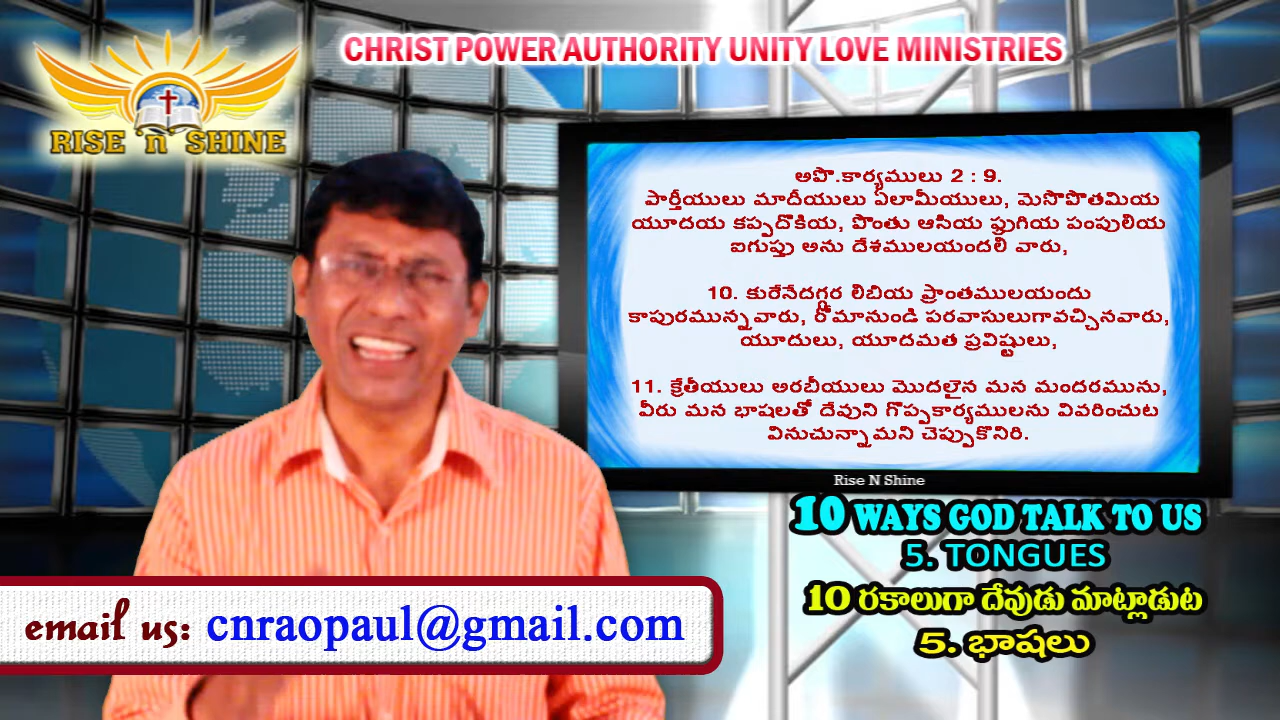 CHRIST POWER AUTHORITY UNITY LOVE MINISTRIES
RISE 'n' SHINE
అపొ.కార్యములు 2 : 9.
పార్తీయులు మాదీయులు ఏలామీయులు, మెసొపొతమియ
యూదయ కప్పదొకియ, పొంతు ఆసియ ఫ్రుగియ పంపులియ
ఐగుప్తు అను దేశములయందలి వారు,
10. కురేనేదగ్గర లిబియ ప్రాంతములయందు
కాపురమున్నవారు, రోమానుండి పరవాసులుగావచ్చినవారు,
యూదులు, యూదమత ప్రవిష్టులు,
11. క్రేతీయులు అరబీయులు మొదలైన మన మందరమును,
వీరు మన భాషలతో దేవుని గొప్పకార్యములను వివరించుట
వినుచున్నామని చెప్పుకొనిరి.
Rise N Shine
10 WAYS GOD TALK TO US
5. TONGUES
10 రకాలుగా దేవుడు మాట్లాడుట
5. భాషలు
email us: cnraopaul@gmail.com